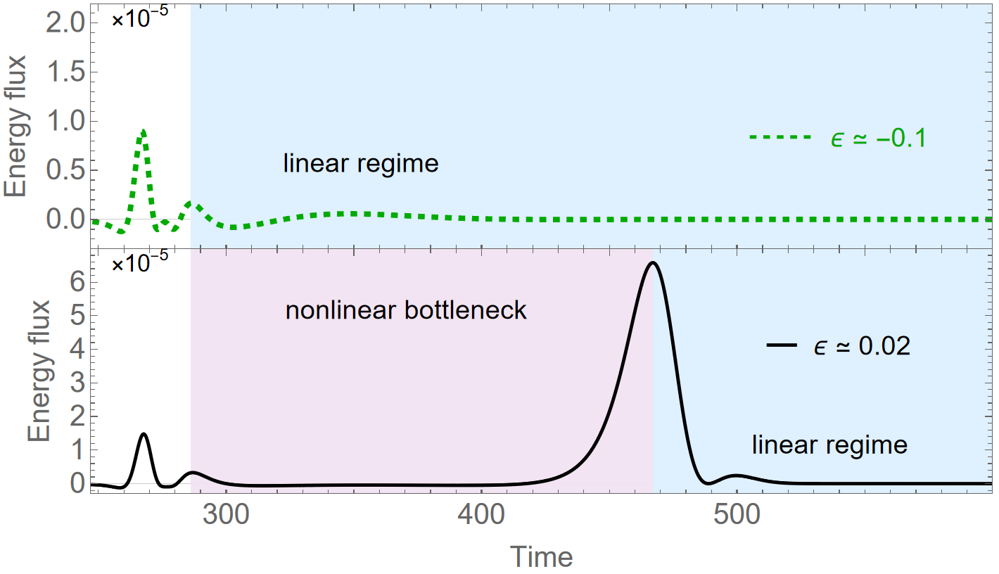 ×10⁻⁵
2.0
1.5
1.0
0.5
0.0
Energy flux
linear regime
ϵ ≃ −0.1
×10⁻⁵
6
5
4
3
2
1
0
Energy flux
nonlinear bottleneck
ϵ ≃ 0.02
linear regime
300 400 500
Time